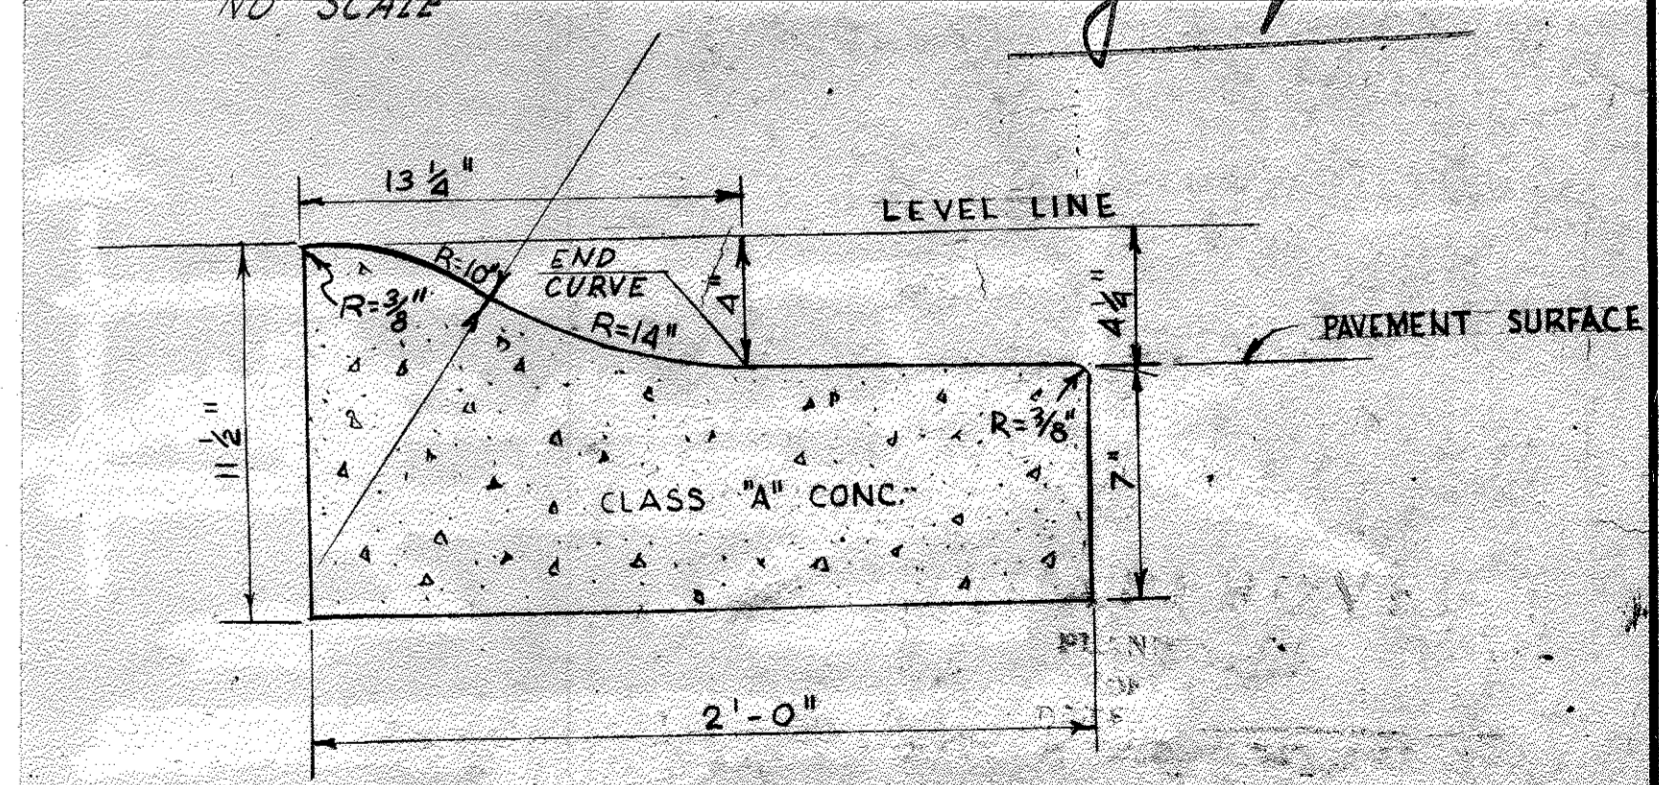 NO SCALE
13 1/4"
LEVEL LINE
R=10"
END
CURVE
4"
4 1/4"
R=3/8"
R=14"
PAVEMENT SURFACE
11 1/2"
R=3/8"
7"
CLASS "A" CONC.
2'-0"